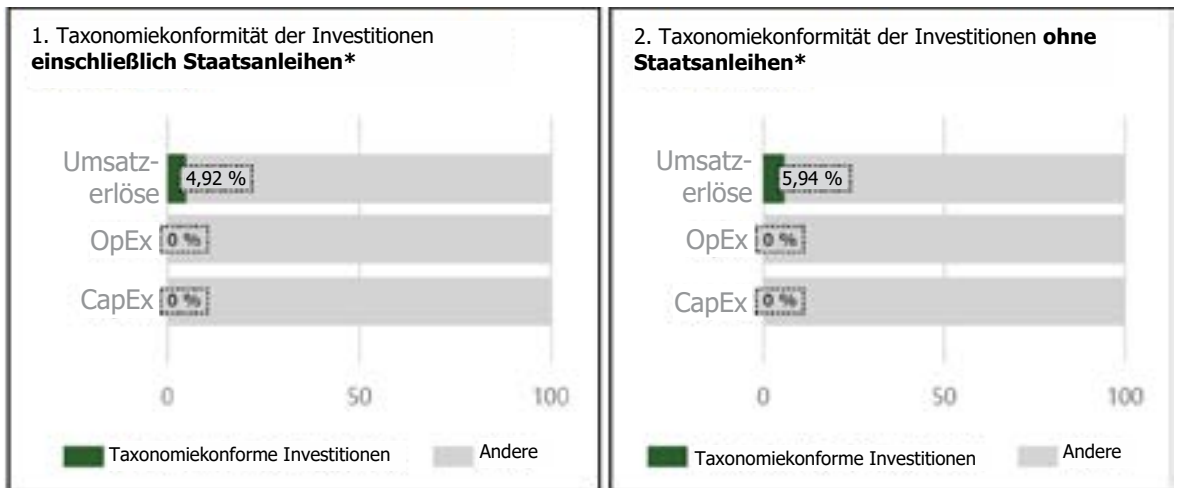 1. Taxonomiekonformität der Investitionen
einschließlich Staatsanleihen*
Umsatz-
erlöse
4,92 %
OpEx
0 %
CapEx
0 %
0
50
100
Taxonomiekonforme Investitionen
Andere
2. Taxonomiekonformität der Investitionen ohne
Staatsanleihen*
Umsatz-
erlöse
5,94 %
OpEx
0 %
CapEx
0 %
0
50
100
Taxonomiekonforme Investitionen
Andere